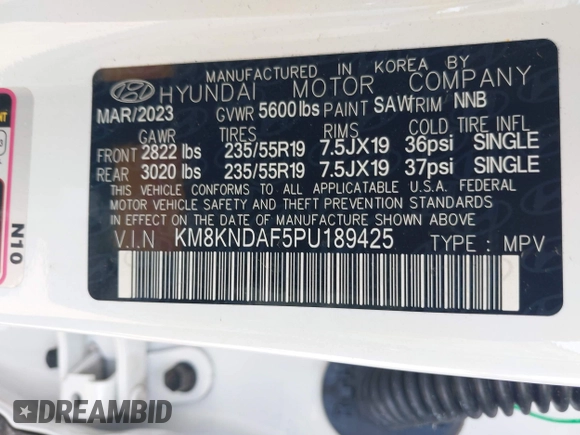 MANUFACTURED IN KOREA BY
HYUNDAI MOTOR COMPANY
MAR/2023 GVWR 5600lbs PAINT SAW TRIM NNB
GAWR TIRES RIMS COLD TIRE INFL
FRONT 2822 lbs 235/55R19 7.5JX19 36psi SINGLE
REAR 3020 lbs 235/55R19 7.5JX19 37psi SINGLE
THIS VEHICLE CONFORMS TO ALL APPLICABLE U.S.A. FEDERAL
MOTOR VEHICLE SAFETY AND THEFT PREVENTION STANDARDS
IN EFFECT ON THE DATE OF MANUFACTURE SHOWN ABOVE.
V.I.N KM8KNDAF5PU189425 TYPE : MPV
N10
DREAMBID